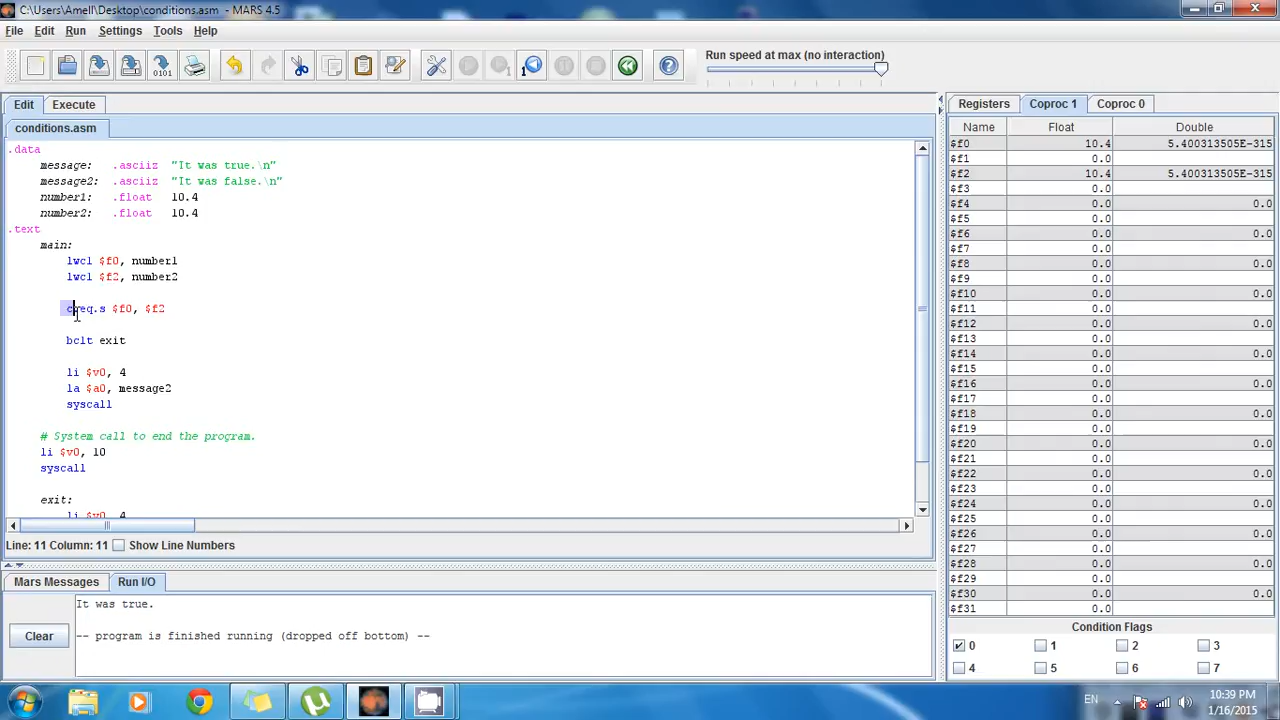 C:\Users\Amell\Desktop\conditions.asm - MARS 4.5
File Edit Run Settings Tools Help
Run speed at max (no interaction)
Edit Execute
conditions.asm
.data
message: .asciiz "It was true.\n"
message2: .asciiz "It was false.\n"
number1: .float 10.4
number2: .float 10.4
.text
main:
lwc1 $f0, number1
lwc1 $f2, number2
c.eq.s $f0, $f2
bc1t exit
li $v0, 4
la $a0, message2
syscall
# System call to end the program.
li $v0, 10
syscall
exit:
li $v0, 4
Line: 11 Column: 11 Show Line Numbers
Mars Messages Run I/O
It was true.
-- program is finished running (dropped off bottom) --
Clear
Registers Coproc 1 Coproc 0
Name Float Double
$f0 10.4 5.400313505E-315
$f1 0.0
$f2 10.4 5.400313505E-315
$f3 0.0
$f4 0.0 0.0
$f5 0.0
$f6 0.0 0.0
$f7 0.0
$f8 0.0 0.0
$f9 0.0
$f10 0.0 0.0
$f11 0.0
$f12 0.0 0.0
$f13 0.0
$f14 0.0 0.0
$f15 0.0
$f16 0.0 0.0
$f17 0.0
$f18 0.0 0.0
$f19 0.0
$f20 0.0 0.0
$f21 0.0
$f22 0.0 0.0
$f23 0.0
$f24 0.0 0.0
$f25 0.0
$f26 0.0 0.0
$f27 0.0
$f28 0.0 0.0
$f29 0.0
$f30 0.0 0.0
$f31 0.0
Condition Flags
0 1 2 3
4 5 6 7
EN
10:39 PM
1/16/2015